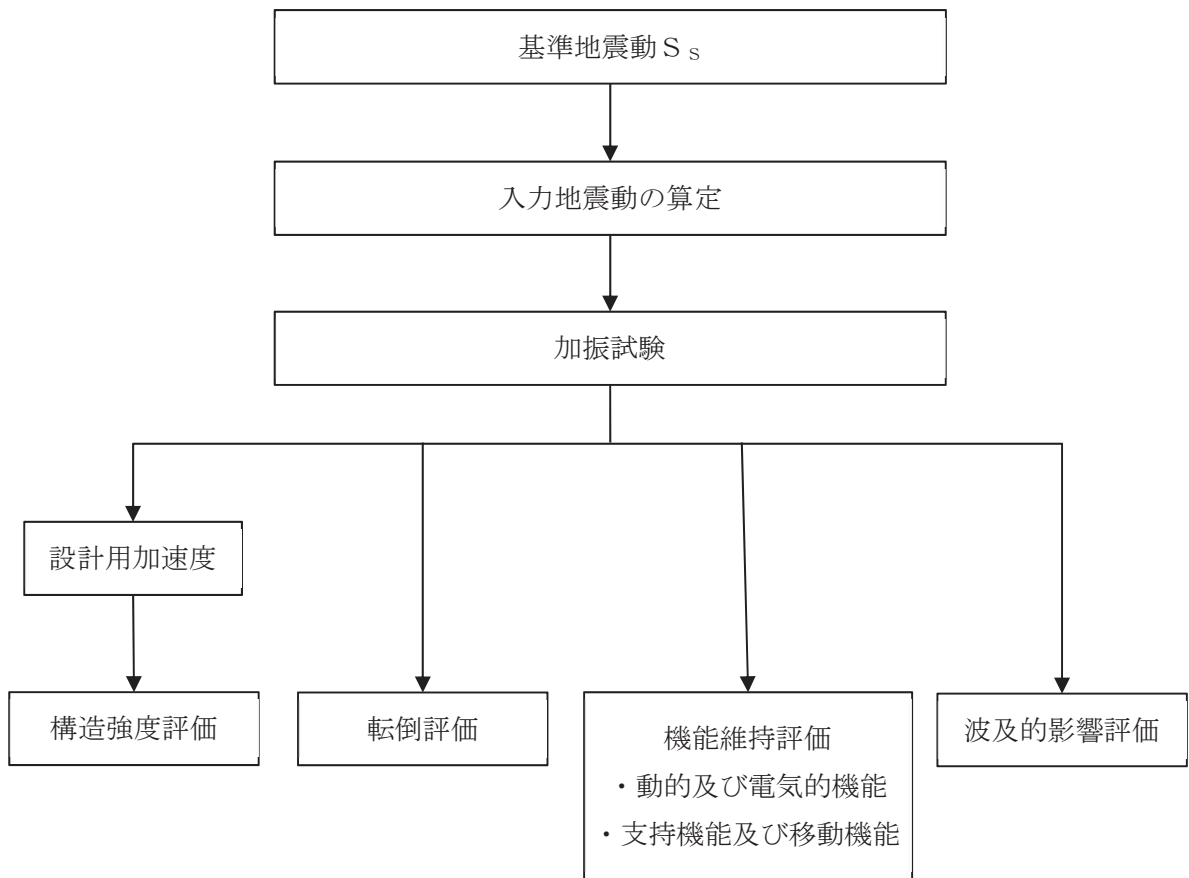 基準地震動Ｓｓ
入力地震動の算定
加振試験
設計用加速度
構造強度評価
転倒評価
機能維持評価
・動的及び電気的機能
・支持機能及び移動機能
波及的影響評価